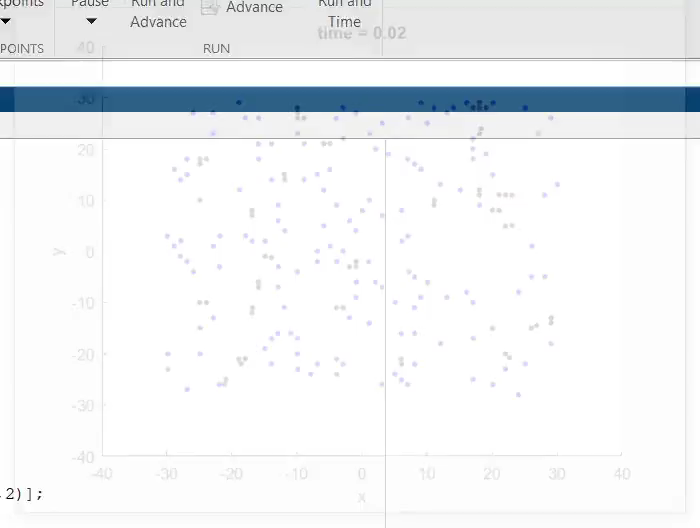 kpoints
Pause
Run and
Advance
Advance
Run and
Time
POINTS
RUN
time = 0.02
40
30
20
10
0
-10
-20
-30
-40
y
-40 -30 -20 -10 0 10 20 30 40
x
2)];